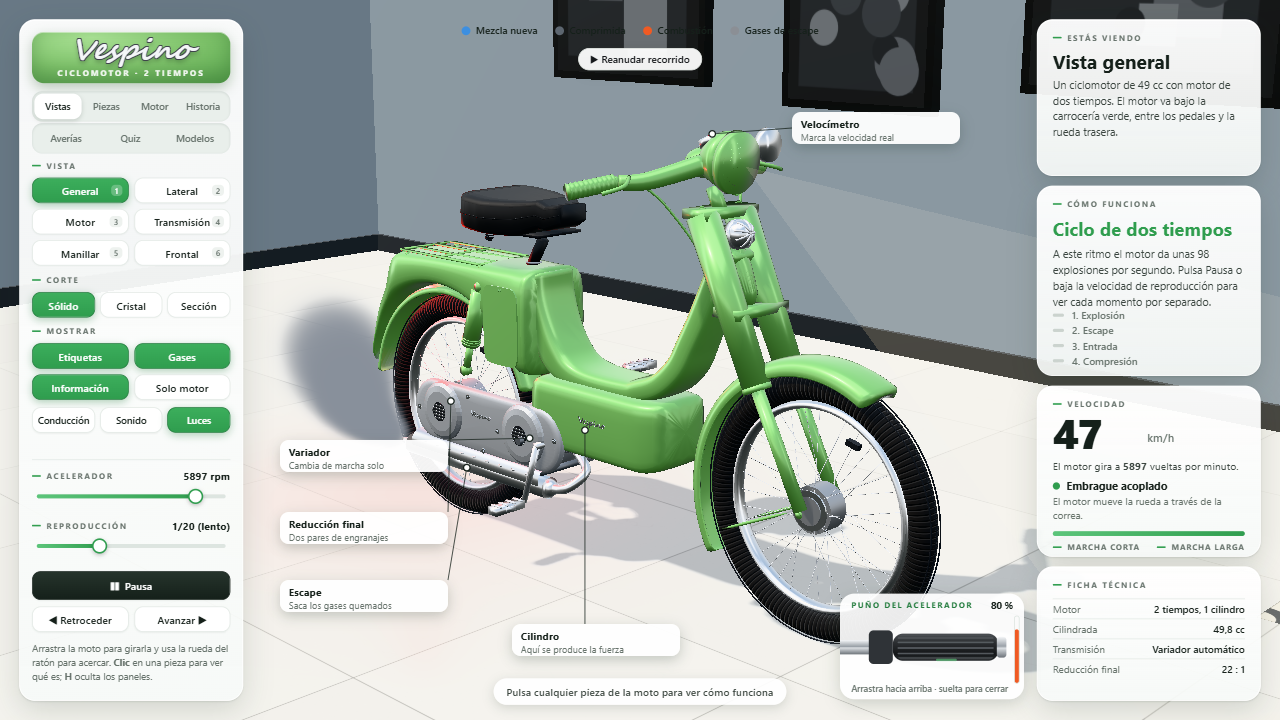 Vespino
CICLOMOTOR · 2 TIEMPOS
Vistas
Piezas
Motor
Historia
Averías
Quiz
Modelos
VISTA
General 1
Lateral 2
Motor 3
Transmisión 4
Manillar 5
Frontal 6
CORTE
Sólido
Cristal
Sección
MOSTRAR
Etiquetas
Gases
Información
Solo motor
Conducción
Sonido
Luces
ACELERADOR
5897 rpm
REPRODUCCIÓN
1/20 (lento)
Pausa
◀ Retroceder
Avanzar ▶
Arrastra la moto para girarla y usa la rueda del
ratón para acercar. Clic en una pieza para ver
qué es; H oculta los paneles.
Mezcla nueva
Comprimida
Combustión
Gases de escape
▶ Reanudar recorrido
Velocímetro
Marca la velocidad real
Variador
Cambia de marcha solo
Reducción final
Dos pares de engranajes
Escape
Saca los gases quemados
Cilindro
Aquí se produce la fuerza
Pulsa cualquier pieza de la moto para ver cómo funciona
PUÑO DEL ACELERADOR
80 %
Arrastra hacia arriba · suelta para cerrar
ESTÁS VIENDO
Vista general
Un ciclomotor de 49 cc con motor de
dos tiempos. El motor va bajo la
carrocería verde, entre los pedales y la
rueda trasera.
CÓMO FUNCIONA
Ciclo de dos tiempos
A este ritmo el motor da unas 98
explosiones por segundo. Pulsa Pausa o
baja la velocidad de reproducción para
ver cada momento por separado.
1. Explosión
2. Escape
3. Entrada
4. Compresión
VELOCIDAD
47 km/h
El motor gira a 5897 vueltas por minuto.
Embrague acoplado
El motor mueve la rueda a través de la
correa.
MARCHA CORTA
MARCHA LARGA
FICHA TÉCNICA
Motor
2 tiempos, 1 cilindro
Cilindrada
49,8 cc
Transmisión
Variador automático
Reducción final
22 : 1